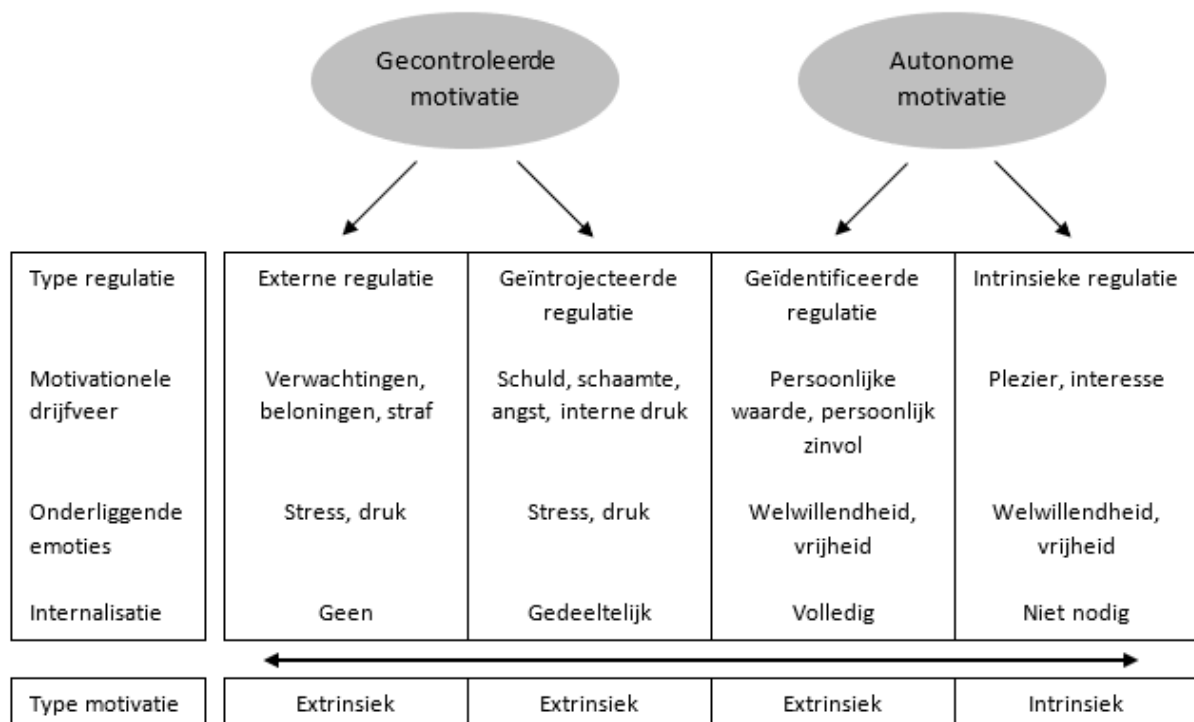 Gecontroleerde
motivatie
Autonome
motivatie
Type regulatie
Externe regulatie
Geïntrojecteerde
regulatie
Geïdentificeerde
regulatie
Intrinsieke regulatie
Motivationele
drijfveer
Verwachtingen,
beloningen, straf
Schuld, schaamte,
angst, interne druk
Persoonlijke
waarde, persoonlijk
zinvol
Plezier, interesse
Onderliggende
emoties
Stress, druk
Stress, druk
Welwillendheid,
vrijheid
Welwillendheid,
vrijheid
Internalisatie
Geen
Gedeeltelijk
Volledig
Niet nodig
Type motivatie
Extrinsiek
Extrinsiek
Extrinsiek
Intrinsiek